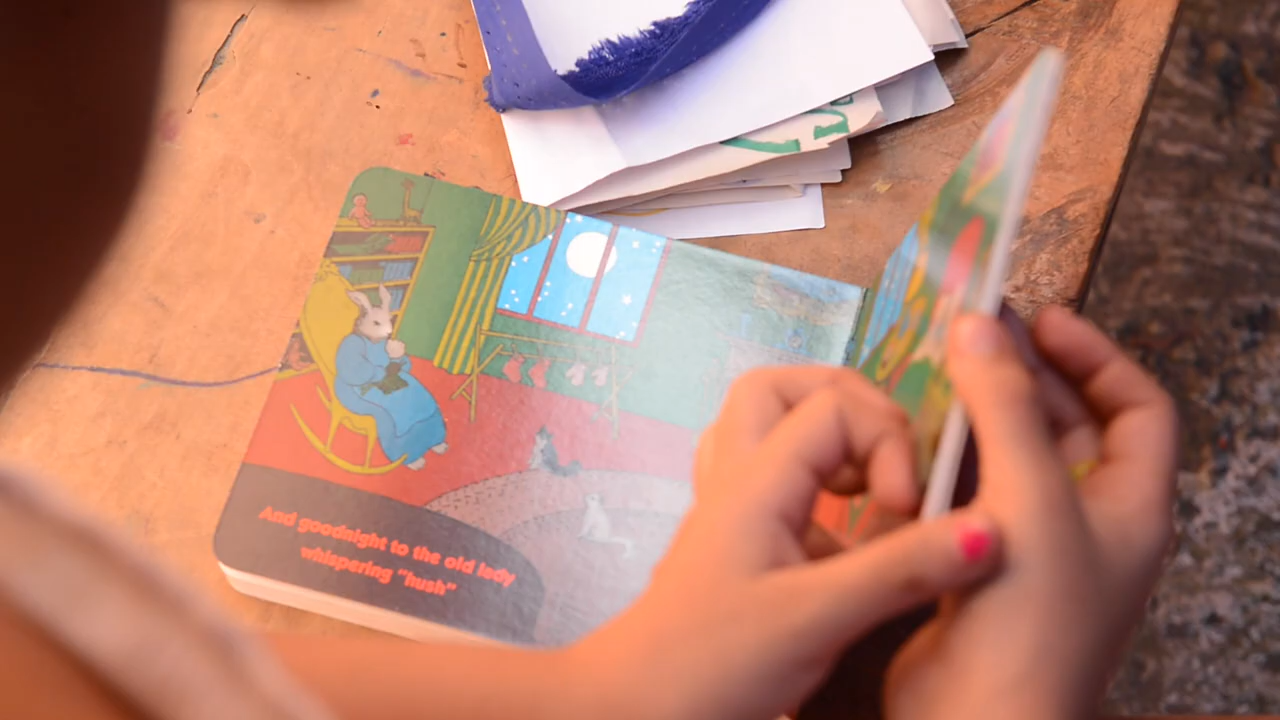 And goodnight to the old lady
whispering "hush"